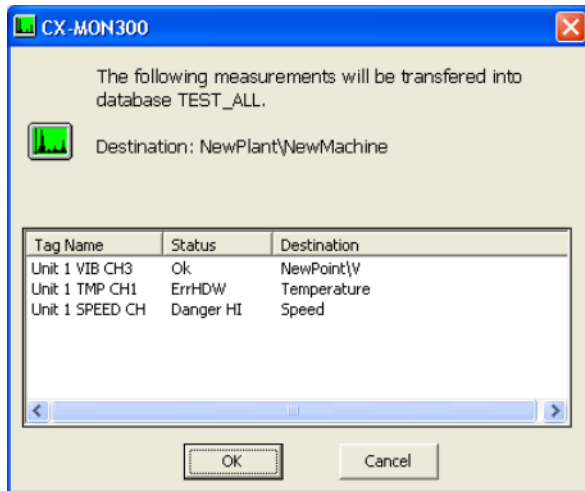 CX-MON300
The following measurements will be transfered into
database TEST_ALL.
Destination: NewPlant\NewMachine
Tag Name Status Destination
Unit 1 VIB CH3 Ok NewPoint\V
Unit 1 TMP CH1 ErrHDW Temperature
Unit 1 SPEED CH Danger HI Speed
OK Cancel